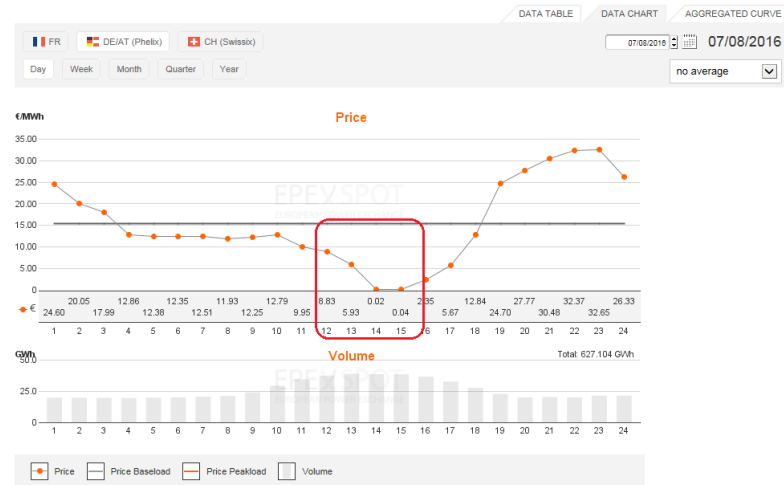 DATA TABLE DATA CHART AGGREGATED CURVE
FR DE/AT (Phelix) CH (Swissix) 07/08/2016 07/08/2016
Day Week Month Quarter Year no average
€/MWh Price
35.00
30.00
25.00
EPEXSPOT
20.00
15.00
10.00
5.00
0
20.05 12.86 12.35 11.93 12.79 8.83 0.02 2.35 12.84 27.77 32.37 26.33
€ 24.60 17.99 12.38 12.51 12.25 9.95 5.93 0.04 5.67 24.70 30.48 32.65
1 2 3 4 5 6 7 8 9 10 11 12 13 14 15 16 17 18 19 20 21 22 23 24
GWh Volume Total: 627.104 GWh
50.0
EPEXSPOT
25.0
EUROPEAN POWER EXCHANGE
0
1 2 3 4 5 6 7 8 9 10 11 12 13 14 15 16 17 18 19 20 21 22 23 24
Price Price Baseload Price Peakload Volume